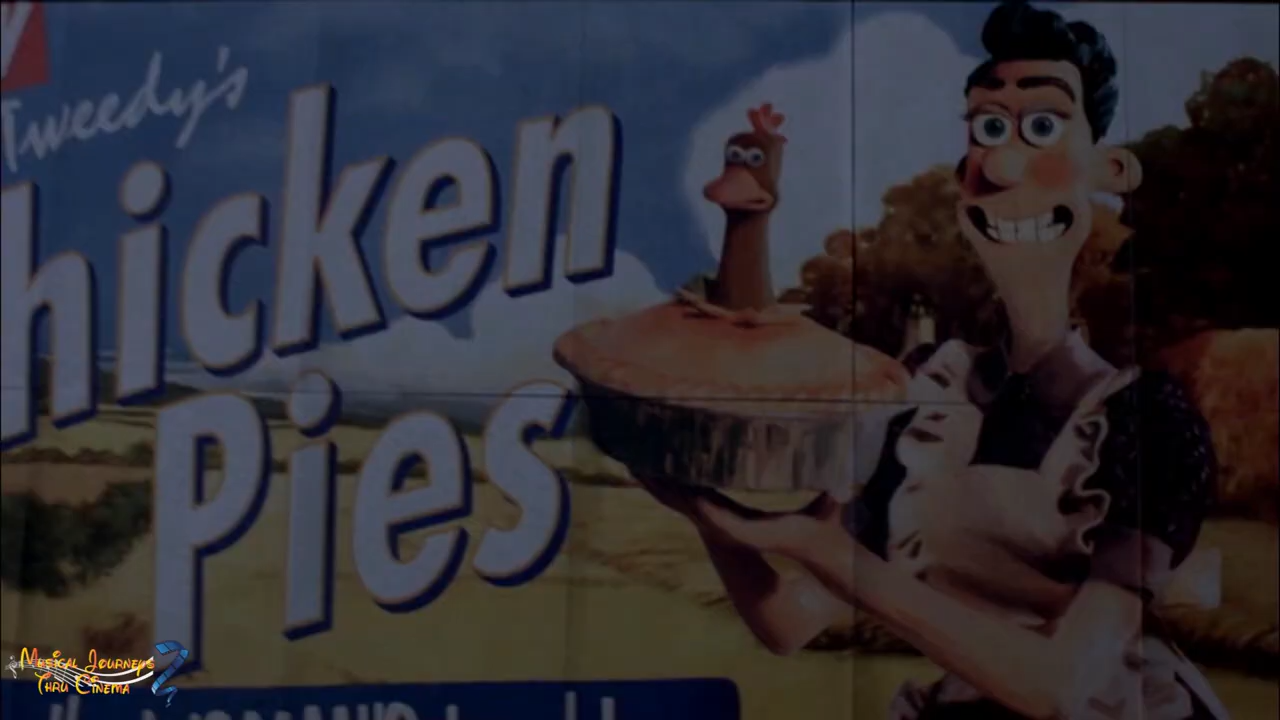 Tweedy's
hicken
Pies
Musical Journeys
Thru Cinema